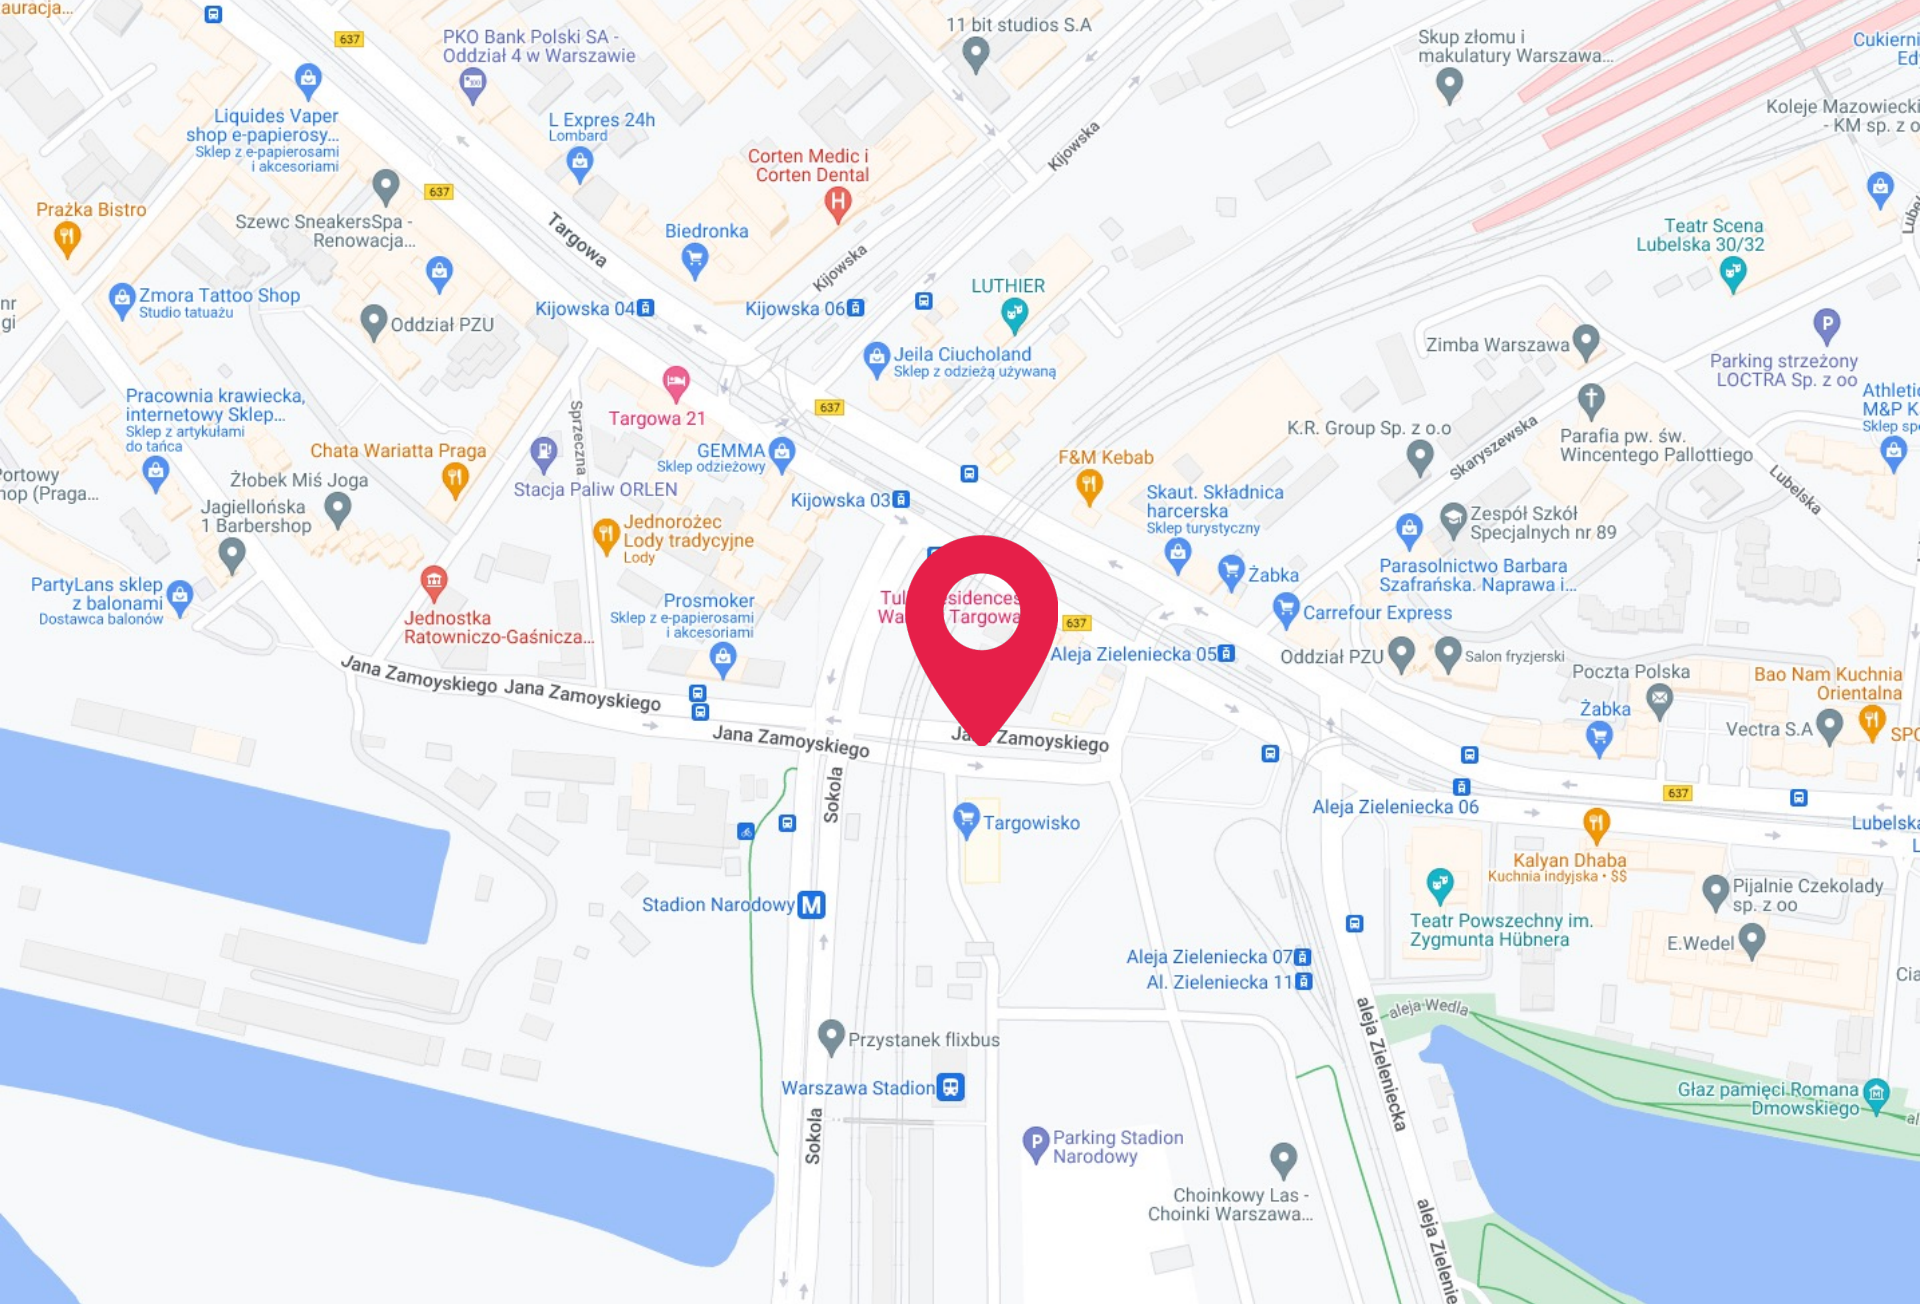 auracja...
637
PKO Bank Polski SA -
Oddział 4 w Warszawie
11 bit studios S.A
Skup złomu i
makulatury Warszawa...
Cukierni
Liquides Vaper
shop e-papierosy...
Sklep z e-papierosami
i akcesoriami
L Expres 24h
Lombard
Kijowska
Koleje Mazowiecki
- KM sp. z o
Corten Medic i
Corten Dental
H
637
Prażka Bistro
Szewc SneakersSpa -
Renowacja...
Targowa
Biedronka
Kijowska
Teatr Scena
Lubelska 30/32
Zmora Tattoo Shop
Studio tatuażu
Oddział PZU
Kijowska 04
Kijowska 06
LUTHIER
P
Zimba Warszawa
Parking strzeżony
LOCTRA Sp. z oo
Jeila Ciucholand
Sklep z odzieżą używaną
Pracownia krawiecka,
internetowy Sklep...
Sklep z artykułami
do tańca
Targowa 21
637
Sprzeczna
K.R. Group Sp. z o.o
Skaryszewska
Parafia pw. św.
Wincentego Pallottiego
M&P K
Chata Wariatta Praga
GEMMA
Sklep odzieżowy
F&M Kebab
Żłobek Miś Joga
Stacja Paliw ORLEN
Lubelska
Jagiellońska
1 Barbershop
Kijowska 03
Skaut. Składnica
harcerska
Sklep turystyczny
Zespół Szkół
Specjalnych nr 89
Jednorożec
Lody tradycyjne
Lody
PartyLans sklep
z balonami
Dostawca balonów
Żabka
Parasolnictwo Barbara
Szafrańska. Naprawa i...
Jednostka
Ratowniczo-Gaśnicza...
Prosmoker
Sklep z e-papierosami
i akcesoriami
Targowa
637
Carrefour Express
Aleja Zieleniecka 05
Oddział PZU
Salon fryzjerski
Poczta Polska
Bao Nam Kuchnia
Orientalna
Jana Zamoyskiego
Jana Zamoyskiego
Jana Zamoyskiego
Zamoyskiego
Żabka
Vectra S.A
SPO
Sokola
637
Aleja Zieleniecka 06
Targowisko
Lubelska
Kalyan Dhaba
Kuchnia indyjska • $$
Stadion Narodowy
M
Teatr Powszechny im.
Zygmunta Hübnera
Pijalnie Czekolady
sp. z oo
E.Wedel
Aleja Zieleniecka 07
Al. Zieleniecka 11
aleja Wedla
aleja Zieleniecka
Przystanek flixbus
Warszawa Stadion
Głaz pamięci Romana
Dmowskiego
Sokola
P
Parking Stadion
Narodowy
Choinkowy Las -
Choinki Warszawa...
aleja Zielenie